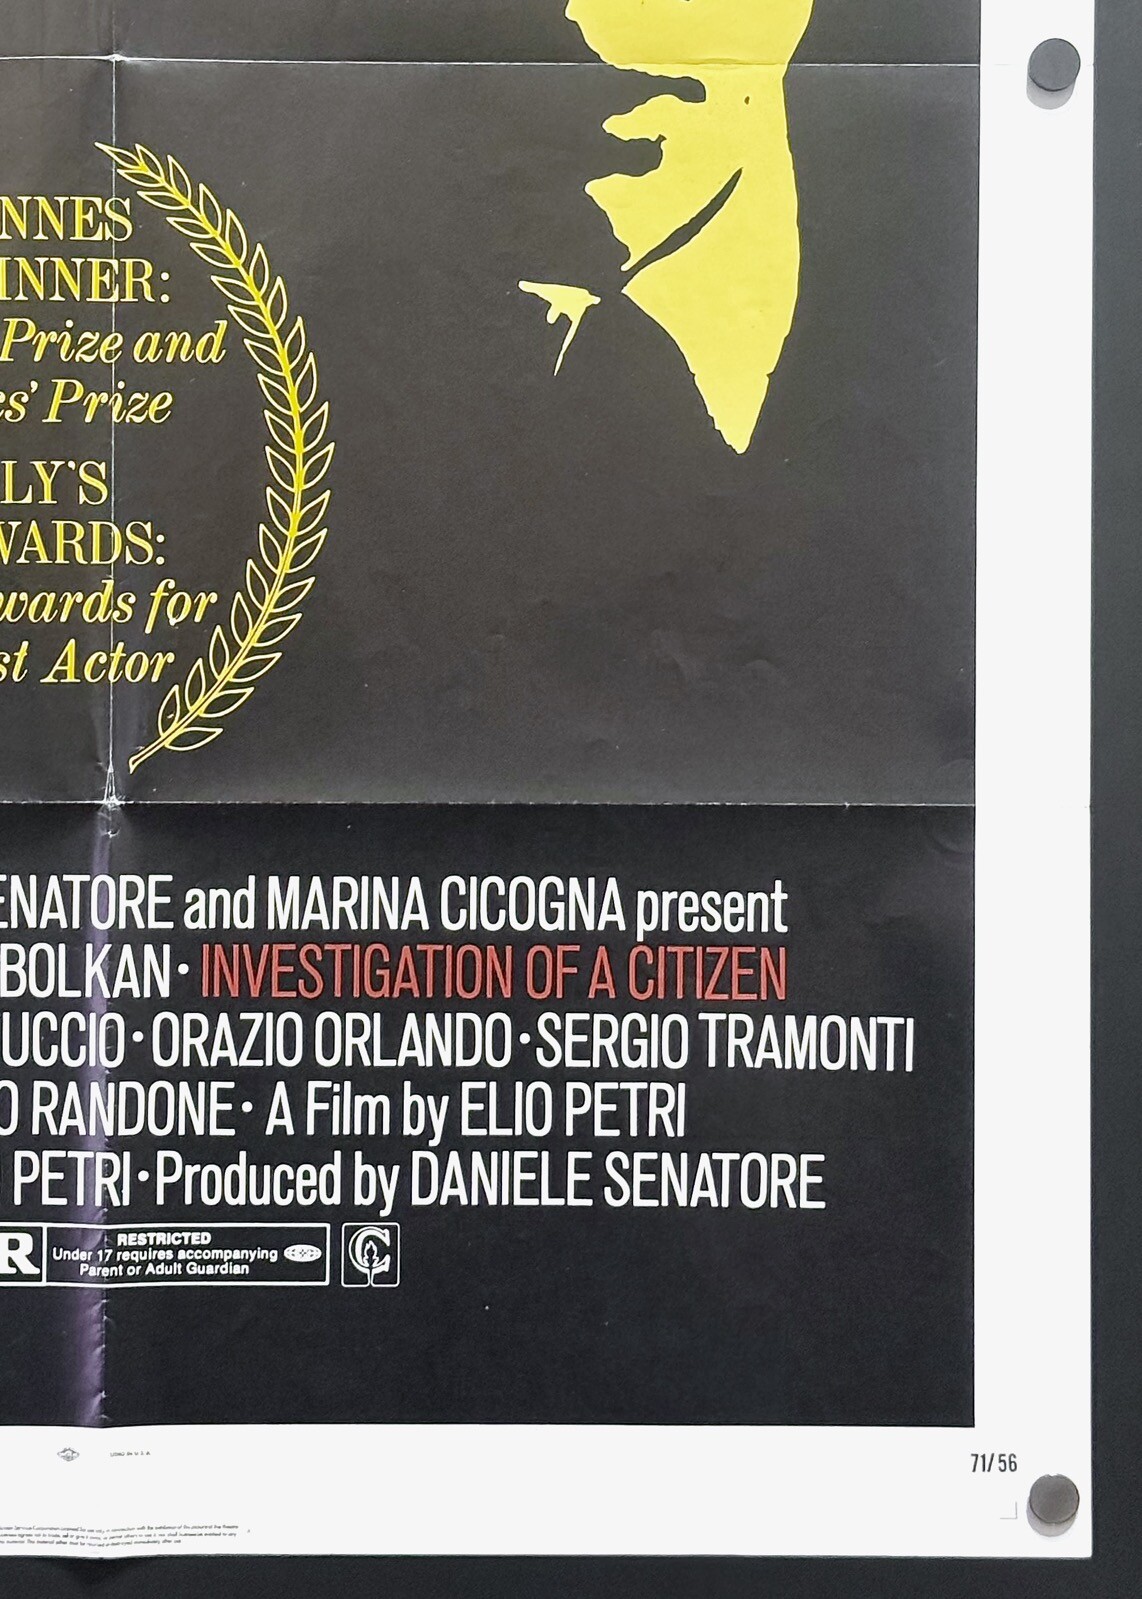 NNES
INNER:
Prize and
cs' Prize
LY'S
WARDS:
wards for
st Actor
ENATORE and MARINA CICOGNA present
BOLKAN · INVESTIGATION OF A CITIZEN
UCCIO · ORAZIO ORLANDO · SERGIO TRAMONTI
O RANDONE · A Film by ELIO PETRI
PETRI · Produced by DANIELE SENATORE
R RESTRICTED
Under 17 requires accompanying
Parent or Adult Guardian
71/56